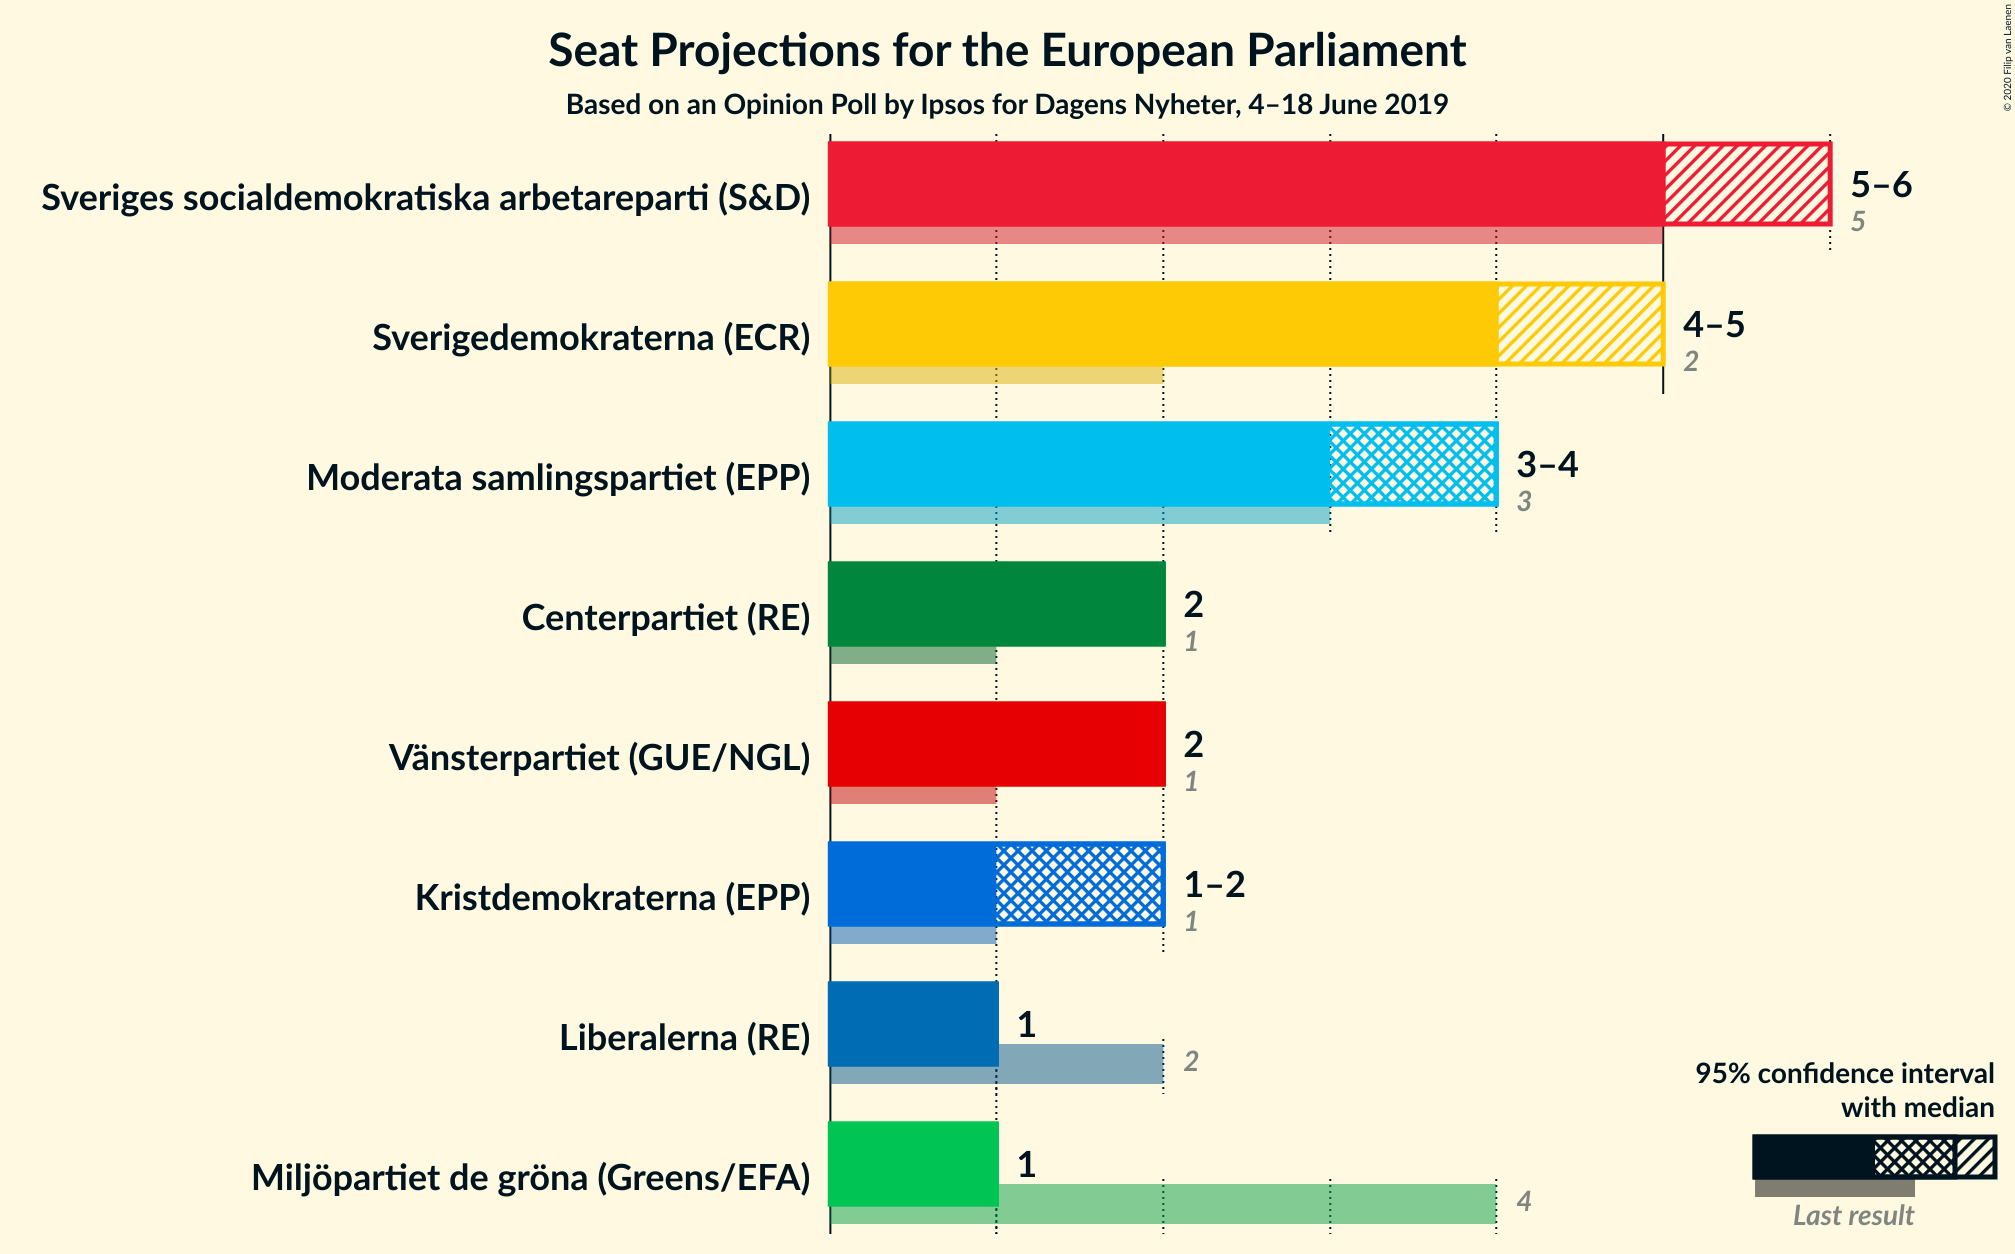 Seat Projections for the European Parliament
Based on an Opinion Poll by Ipsos for Dagens Nyheter, 4–18 June 2019
© 2020 Filip van Laenen
Sveriges socialdemokratiska arbetareparti (S&D)
5–6
5
Sverigedemokraterna (ECR)
4–5
2
Moderata samlingspartiet (EPP)
3–4
3
Centerpartiet (RE)
2
1
Vänsterpartiet (GUE/NGL)
2
1
Kristdemokraterna (EPP)
1–2
1
Liberalerna (RE)
1
2
Miljöpartiet de gröna (Greens/EFA)
1
4
95% confidence interval
with median
Last result